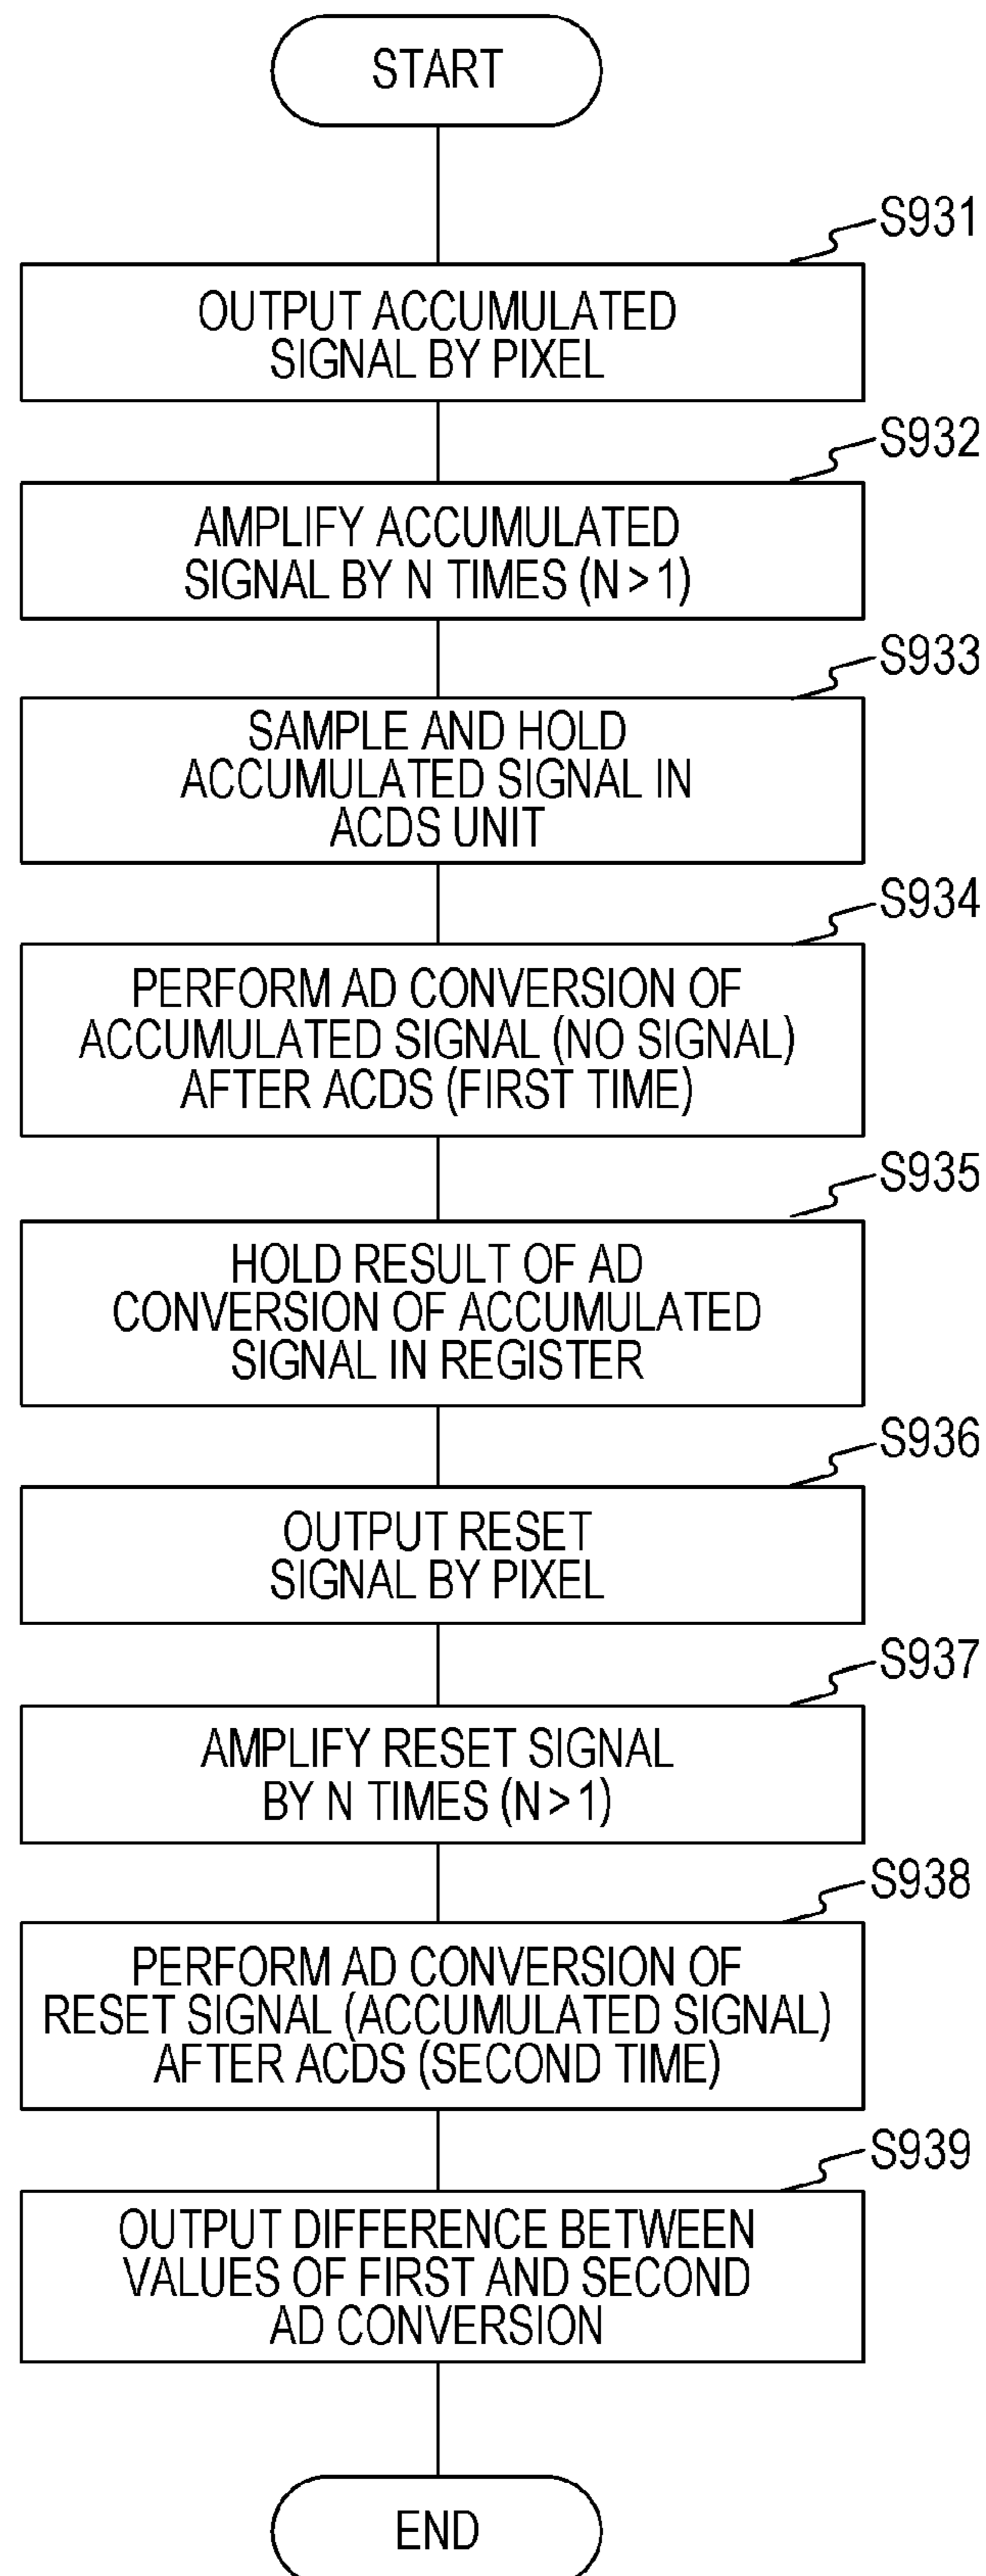 START
S931
OUTPUT ACCUMULATED
SIGNAL BY PIXEL
S932
AMPLIFY ACCUMULATED
SIGNAL BY N TIMES (N > 1)
S933
SAMPLE AND HOLD
ACCUMULATED SIGNAL IN
ACDS UNIT
S934
PERFORM AD CONVERSION OF
ACCUMULATED SIGNAL (NO SIGNAL)
AFTER ACDS (FIRST TIME)
S935
HOLD RESULT OF AD
CONVERSION OF ACCUMULATED
SIGNAL IN REGISTER
S936
OUTPUT RESET
SIGNAL BY PIXEL
S937
AMPLIFY RESET SIGNAL
BY N TIMES (N > 1)
S938
PERFORM AD CONVERSION OF
RESET SIGNAL (ACCUMULATED SIGNAL)
AFTER ACDS (SECOND TIME)
S939
OUTPUT DIFFERENCE BETWEEN
VALUES OF FIRST AND SECOND
AD CONVERSION
END